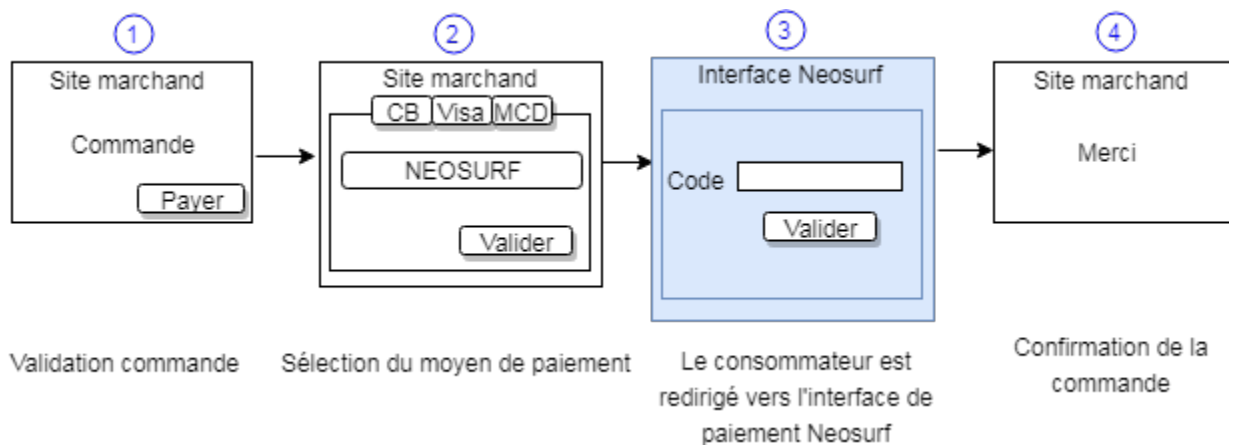 1
Site marchand
Commande
Payer
Validation commande
2
Site marchand
CB Visa MCD
NEOSURF
Valider
Sélection du moyen de paiement
3
Interface Neosurf
Code
Valider
Le consommateur est
redirigé vers l'interface de
paiement Neosurf
4
Site marchand
Merci
Confirmation de la
commande